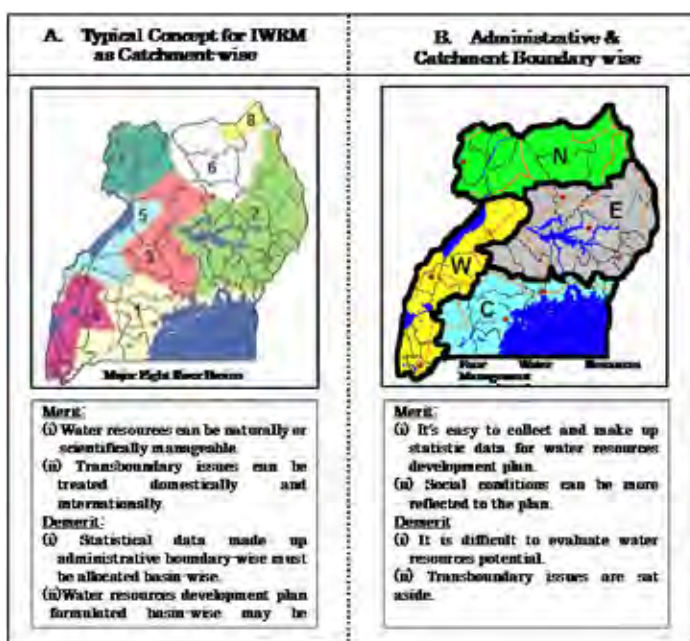 A. Typical Concept for IWRM
as Catchment-wise
B. Administrative &
Catchment Boundary-wise
8
6
5
7
3
1
Major Eight River Basins
N
E
W
C
Four Water Resources
Management
Merit:
(i) Water resources can be naturally or
scientifically manageable.
(ii) Transboundary issues can be
treated domestically and
internationally.
Demerit:
(i) Statistical data made up
administrative boundary-wise must
be allocated basin-wise.
(ii)Water resources development plan
formulated basin-wise may be
Merit:
(i) It's easy to collect and make up
statistic data for water resources
development plan.
(ii) Social conditions can be more
reflected to the plan.
Demerit
(i) It is difficult to evaluate water
resources potential.
(ii) Transboundary issues are sat
aside.